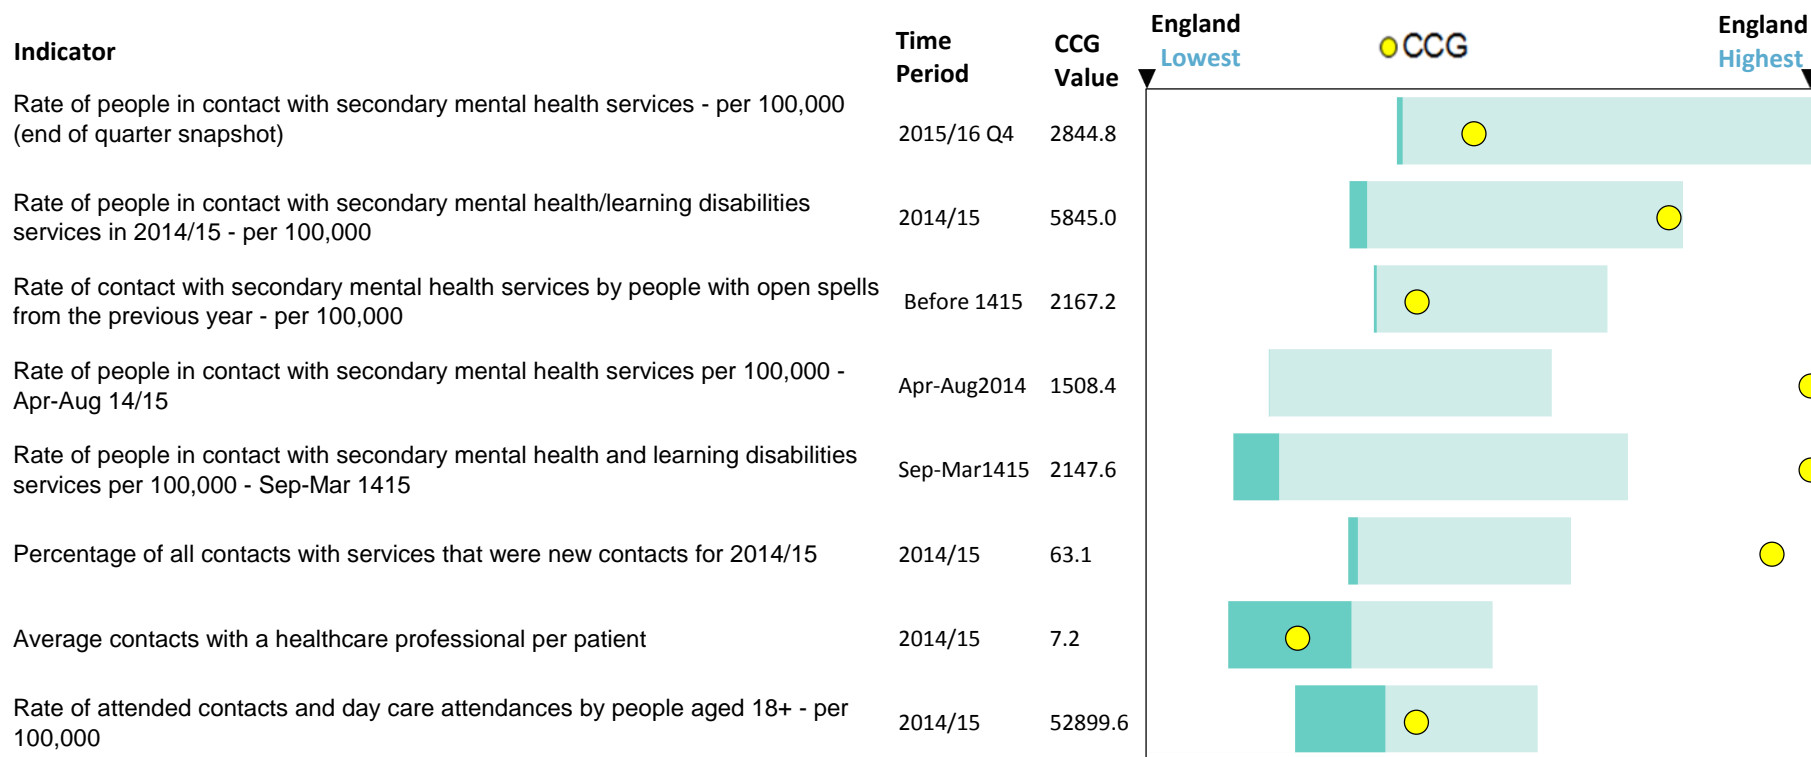 Indicator
Time Period
CCG Value
England Lowest
CCG
England Highest
Rate of people in contact with secondary mental health services - per 100,000
(end of quarter snapshot)
2015/16 Q4
2844.8
Rate of people in contact with secondary mental health/learning disabilities
services in 2014/15 - per 100,000
2014/15
5845.0
Rate of contact with secondary mental health services by people with open spells
from the previous year - per 100,000
Before 1415
2167.2
Rate of people in contact with secondary mental health services per 100,000 -
Apr-Aug 14/15
Apr-Aug2014
1508.4
Rate of people in contact with secondary mental health and learning disabilities
services per 100,000 - Sep-Mar 1415
Sep-Mar1415
2147.6
Percentage of all contacts with services that were new contacts for 2014/15
2014/15
63.1
Average contacts with a healthcare professional per patient
2014/15
7.2
Rate of attended contacts and day care attendances by people aged 18+ - per
100,000
2014/15
52899.6